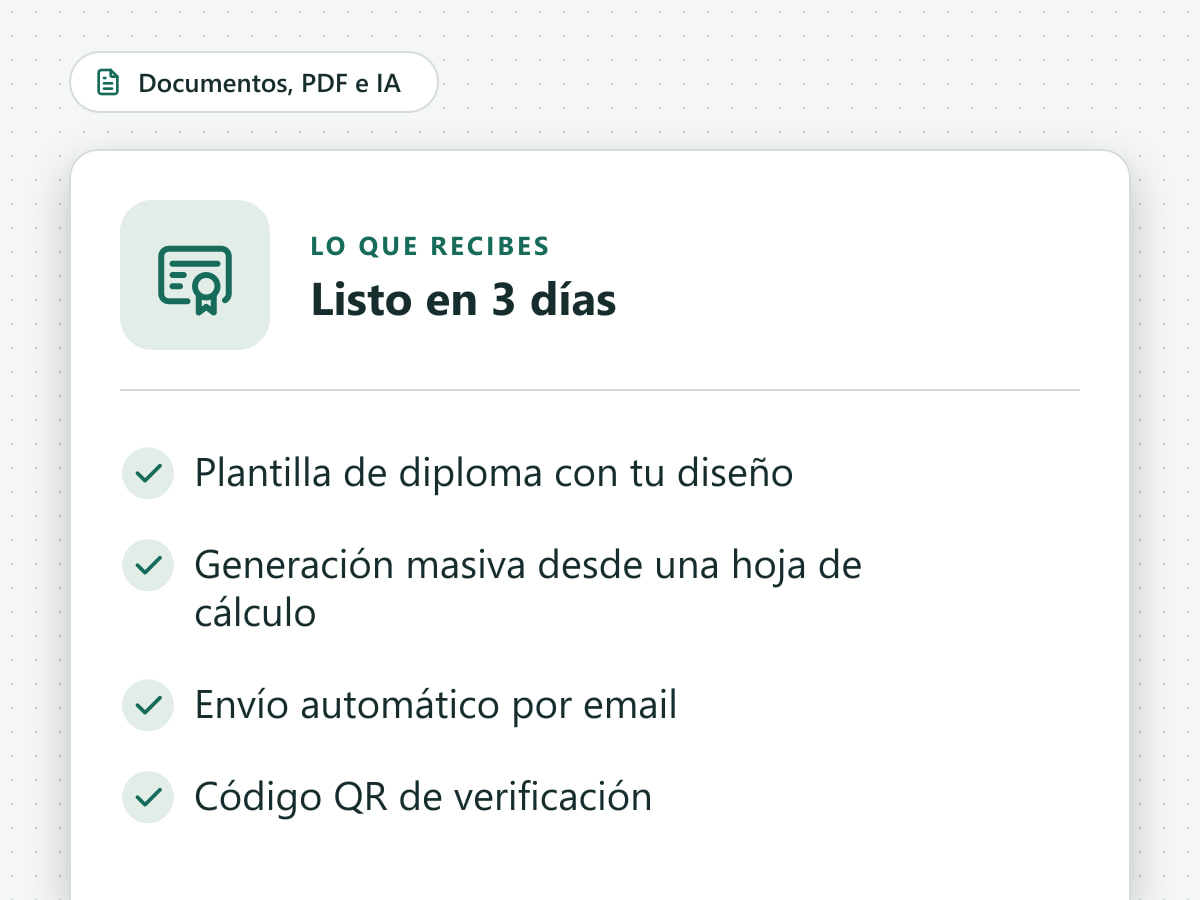 Documentos, PDF e IA
LO QUE RECIBES
Listo en 3 días
Plantilla de diploma con tu diseño
Generación masiva desde una hoja de
cálculo
Envío automático por email
Código QR de verificación